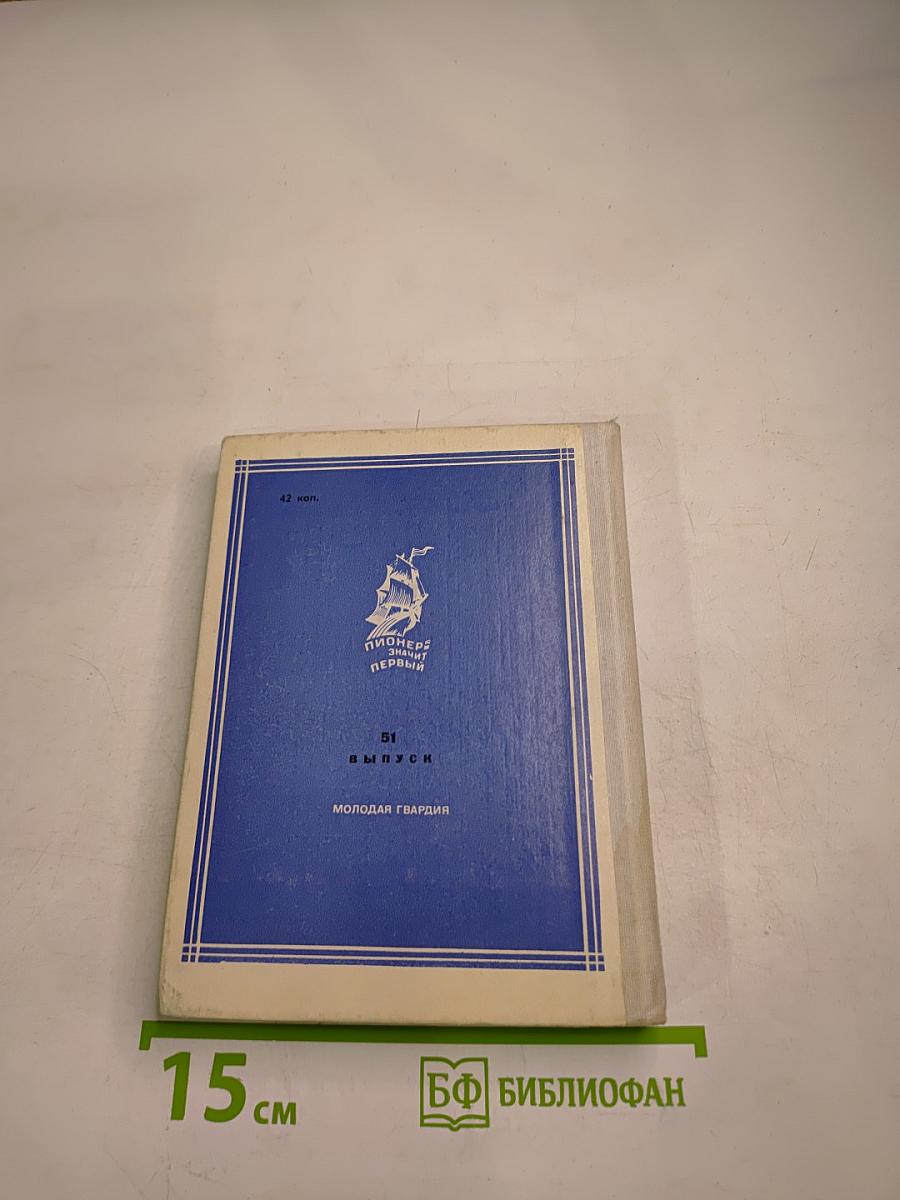 42 коп.
ПИОНЕР
ЗНАЧИТ
ПЕРВЫЙ
51
ВЫПУСК
МОЛОДАЯ ГВАРДИЯ
15 см
БФ БИБЛИОФАН